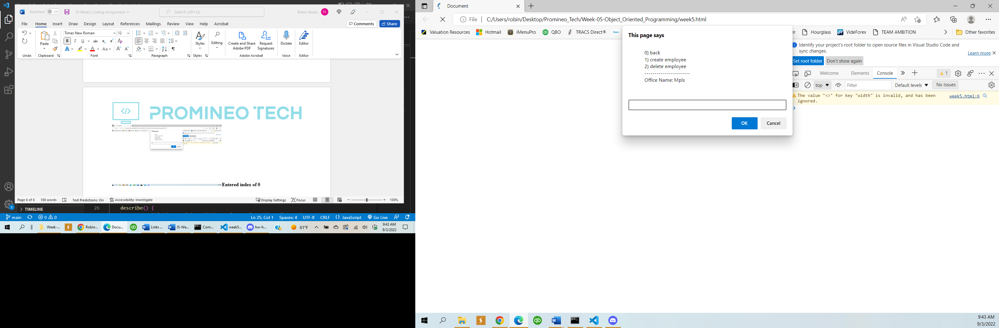 AutoSave Off JS-Week5_Coding-Assignment Search (Alt+Q) Robin Straka RS
File Home Insert Draw Design Layout References Mailings Review View Help Acrobat Comments Share
Times New Roman 12
Paste
Styles Editing Create and Share Adobe PDF Request Signatures Dictate Editor
Undo Clipboard Font Paragraph Styles Adobe Acrobat Voice Editor
</> PROMINEO TECH
Entered index of 0
Page 6 of 6 188 words Text Predictions: On Accessibility: Investigate Display Settings Focus 100%
TIMELINE 26 describe() {
main 0 0 Ln 25, Col 1 Spaces: 4 UTF-8 CRLF {} JavaScript Go Live
Week-... Robin... Docu... Links ... JS-We... Com... week5... hw-h... 61°F 9:43 AM
9/3/2022
Document
File C:/Users/robin/Desktop/Promineo_Tech/Week-05-Object_Oriented_Programming/week5.html
Valuation Resources Hotmail iMenuPro QBO TRACS Direct® Sysco er Hourglass VideForex TEAM AMBITION Other favorites
This page says
0) back
1) create employee
2) delete employee
-----------------------
Office Name: Mpls
OK Cancel
Identify your project's root folder to open source files in Visual Studio Code and
sync changes. Learn more
Set root folder Don't show again
Welcome Elements Console 1
top Filter Default levels No Issues
The value "<>" for key "width" is invalid, and has been week5.html:6
ignored.
9:43 AM
9/3/2022